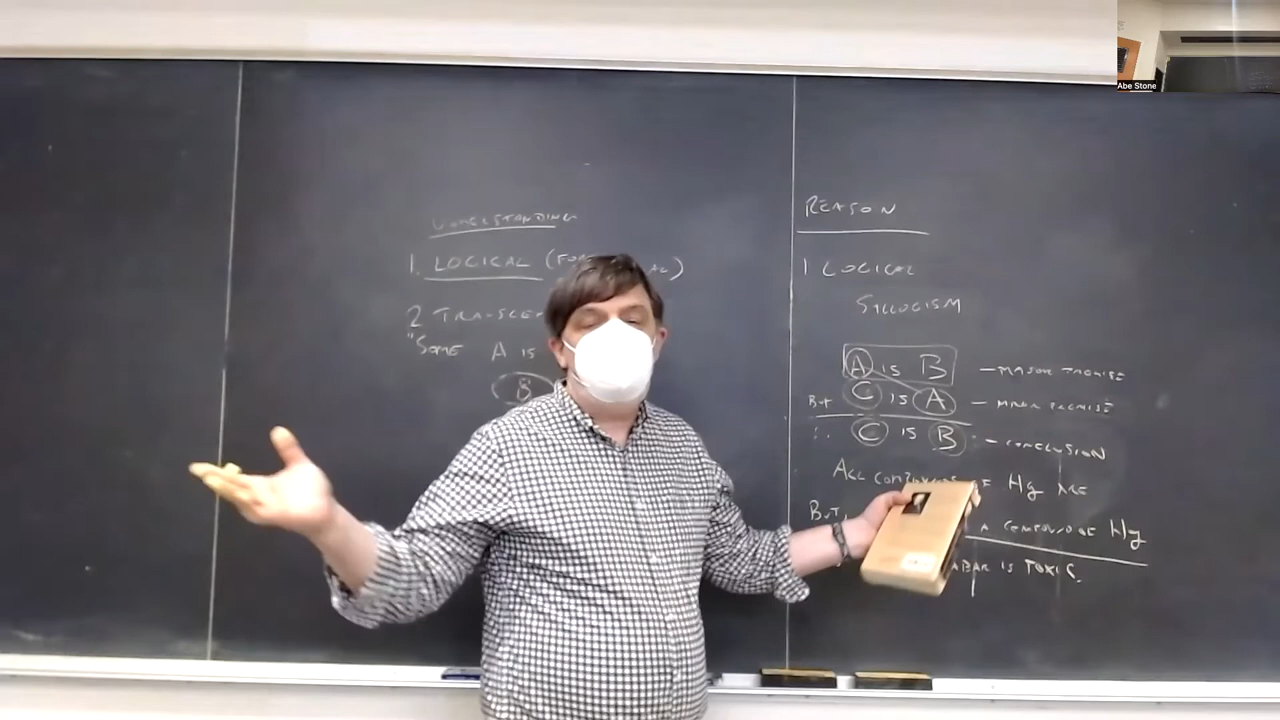 Abe Stone
UNDERSTANDING
1. LOGICAL (
2
"SOME A IS
B
REASON
1 LOGICAL
SYLLOGISM
A IS B — MAJOR PREMISE
BUT C IS A — MINOR PREMISE
∴ C IS B — CONCLUSION
ALL Hg ARE
BUT, A COMPOUND OF Hg
IS TOXIC.